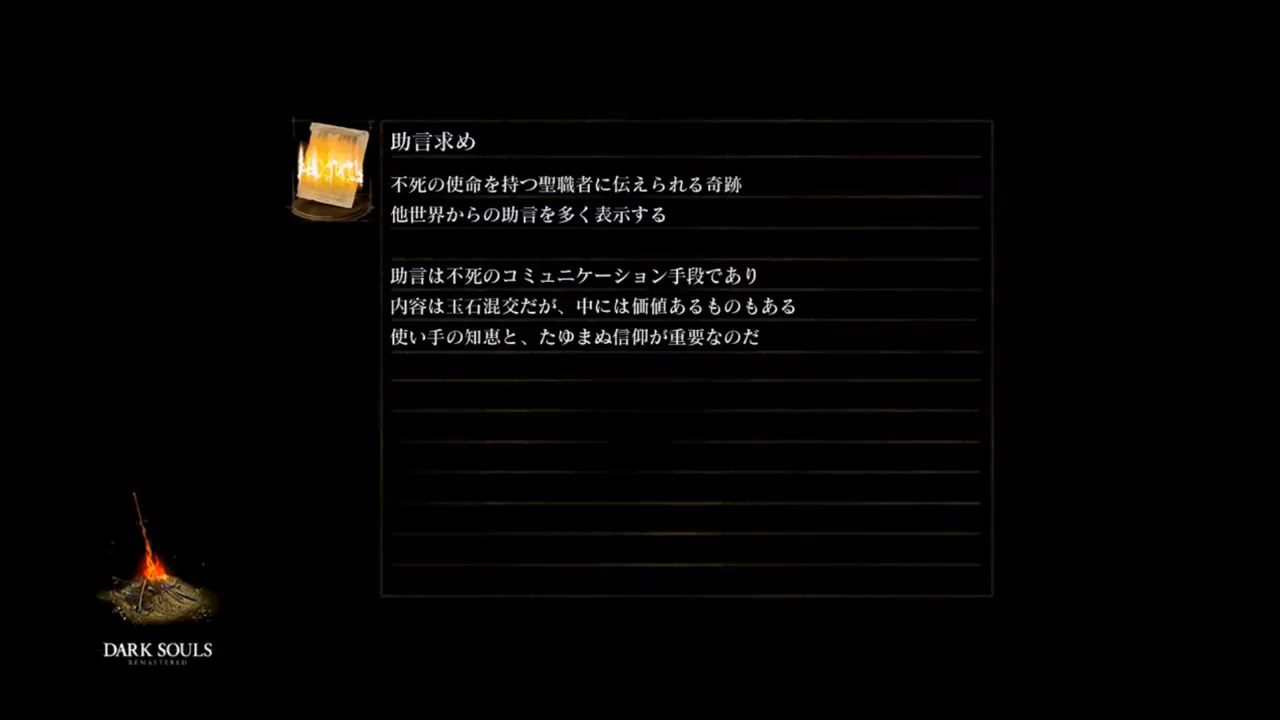 助言求め
不死の使命を持つ聖職者に伝えられる奇跡
他世界からの助言を多く表示する
助言は不死のコミュニケーション手段であり
内容は玉石混交だが、中には価値あるものもある
使い手の知恵と、たゆまぬ信仰が重要なのだ
DARK SOULS
REMASTERED